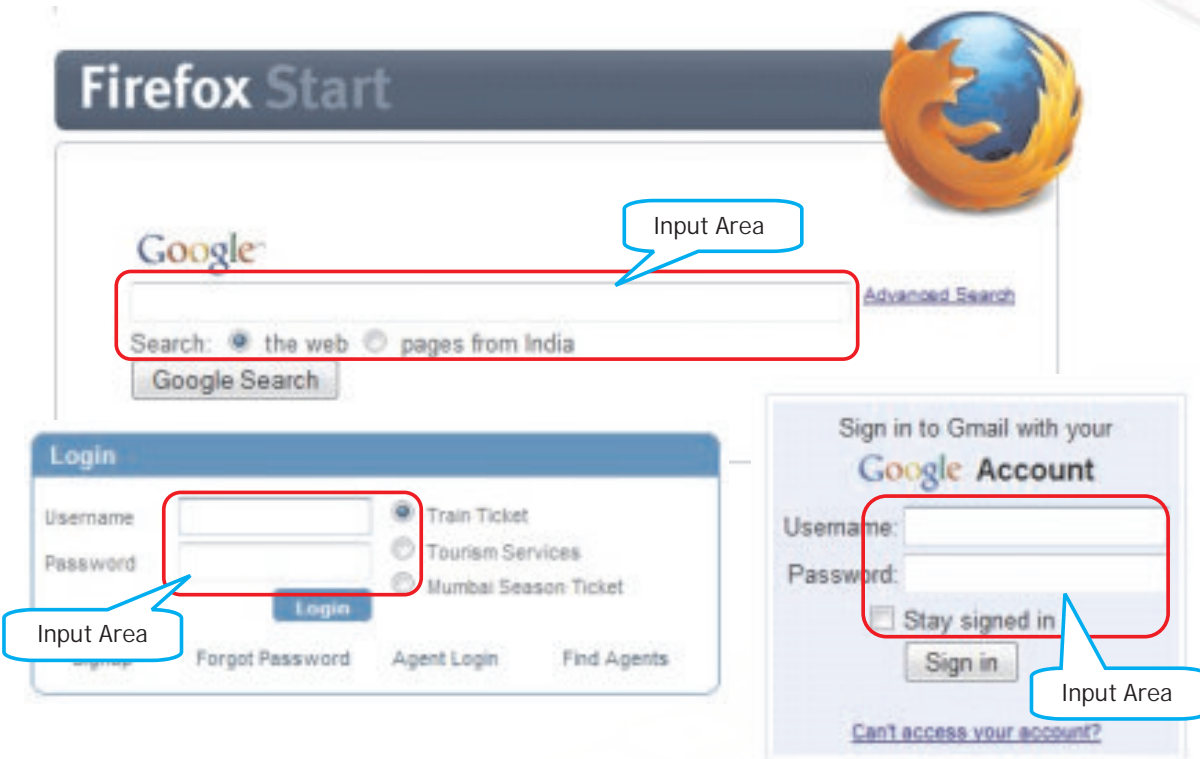 Firefox Start
Input Area
Google
Advanced Search
Search: the web pages from India
Google Search
Login
Username
Train Ticket
Tourism Services
Password
Mumbai Season Ticket
Login
Input Area
Signup Forgot Password Agent Login Find Agents
Sign in to Gmail with your
Google Account
Username:
Password:
Stay signed in
Sign in
Input Area
Can't access your account?